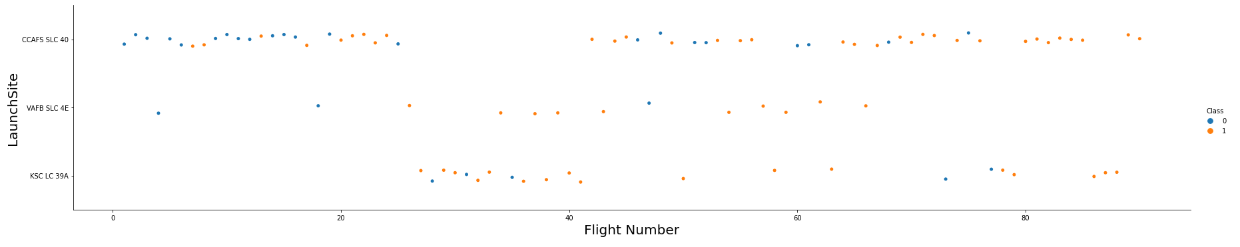 CCAFS SLC 40
VAFB SLC 4E
KSC LC 39A
LaunchSite
0 20 40 60 80
Flight Number
Class
0
1